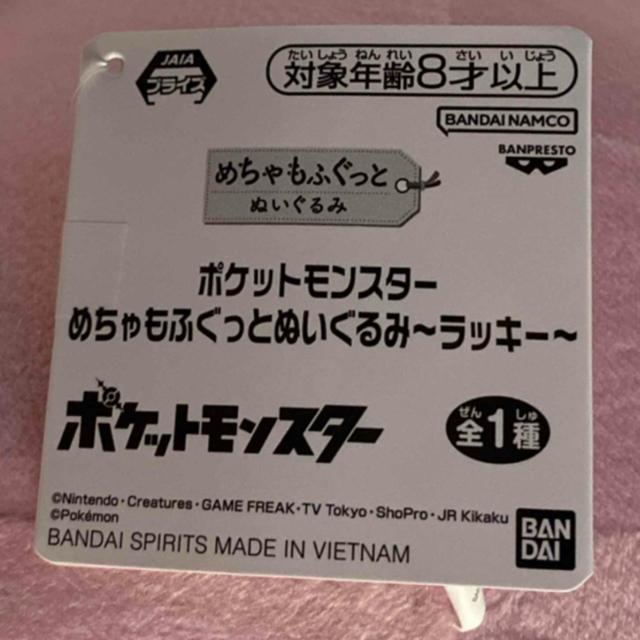 JAIA
プライズ
たいしょうねんれい さい いじょう
対象年齢8才以上
BANDAI NAMCO
BANPRESTO
めちゃもふぐっと
ぬいぐるみ
ポケットモンスター
めちゃもふぐっとぬいぐるみ～ラッキー～
ポケットモンスター
ぜん しゅ
全1種
©Nintendo・Creatures・GAME FREAK・TV Tokyo・ShoPro・JR Kikaku
©Pokémon
BANDAI SPIRITS MADE IN VIETNAM
BAN
DAI